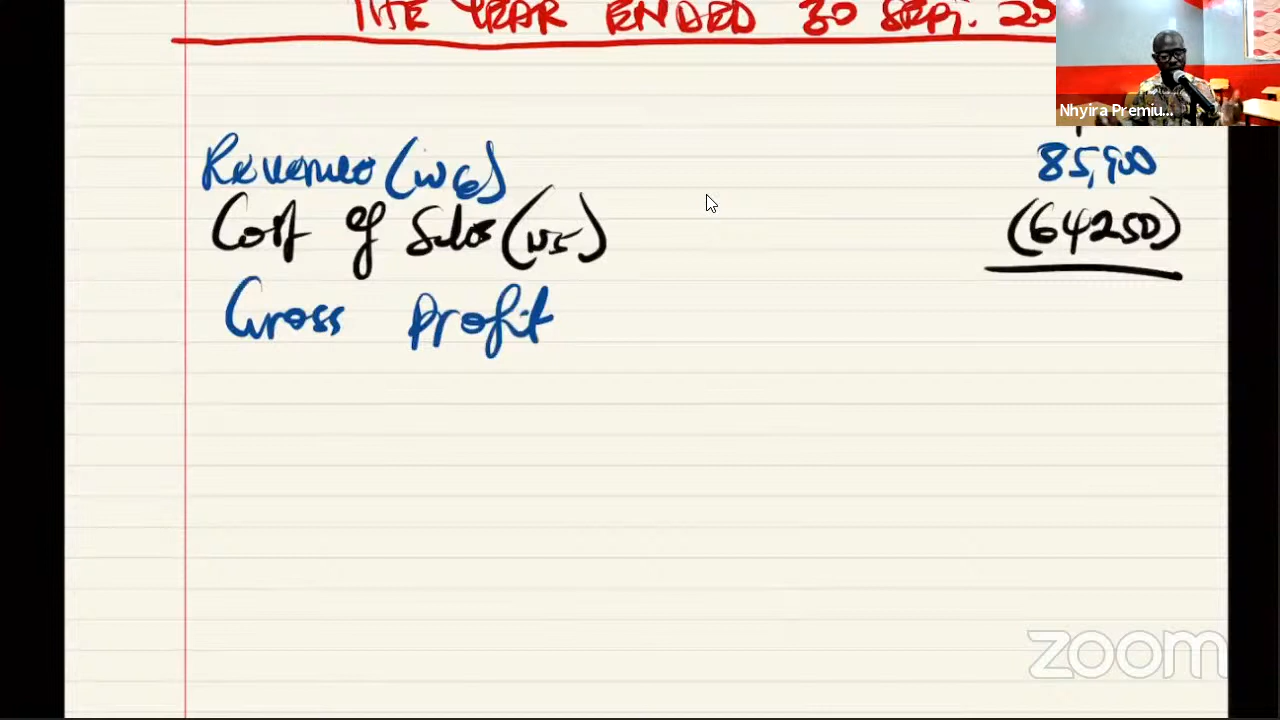 THE YEAR ENDED 30 SEPT. 20
Nhyira Premiu...
Revenue (W6) 85,900
Cost of Sales (W5) (64250)
Gross Profit
zoom